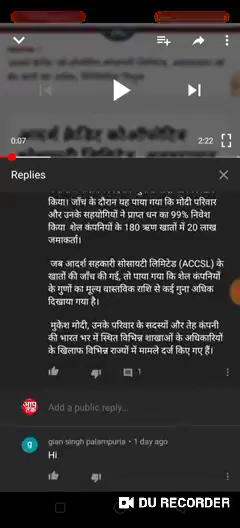 0:07
2:22
Replies
किया। जाँच के दौरान यह पाया गया कि मोदी परिवार
और उनके सहयोगियों ने प्राप्त धन का 99% निवेश
किया शेल कंपनियों के 180 ऋण खातों में 20 लाख
जमाकर्ता।
जब आदर्श सहकारी सोसायटी लिमिटेड (ACCSL) के
खातों की जाँच की गई, तो पाया गया कि शेल कंपनियों
के गुणों का मूल्य वास्तविक राशि से कई गुना अधिक
दिखाया गया है।
मुकेश मोदी, उनके परिवार के सदस्यों और तेह कंपनी
की भारत भर में स्थित विभिन्न शाखाओं के अधिकारियों
के खिलाफ विभिन्न राज्यों में मामले दर्ज किए गए हैं।
1
Add a public reply...
g
gian singh palampuria • 1 day ago
Hi
DU RECORDER